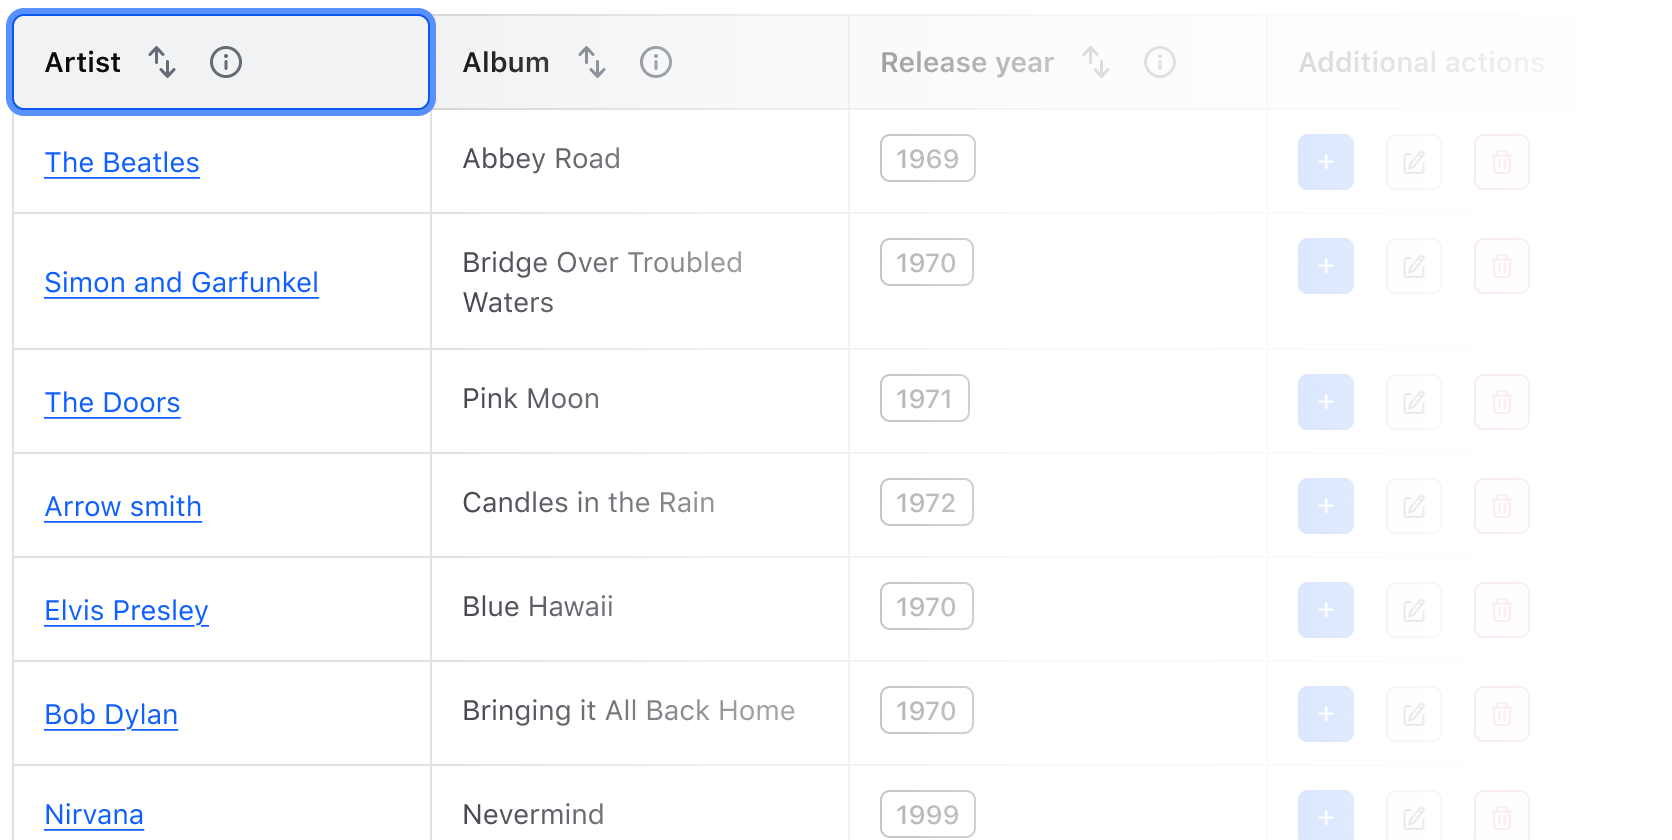 Artist Album Release year Additional actions
The Beatles Abbey Road 1969
Simon and Garfunkel Bridge Over Troubled 1970
Waters
The Doors Pink Moon 1971
Arrow smith Candles in the Rain 1972
Elvis Presley Blue Hawaii 1970
Bob Dylan Bringing it All Back Home 1970
Nirvana Nevermind 1999